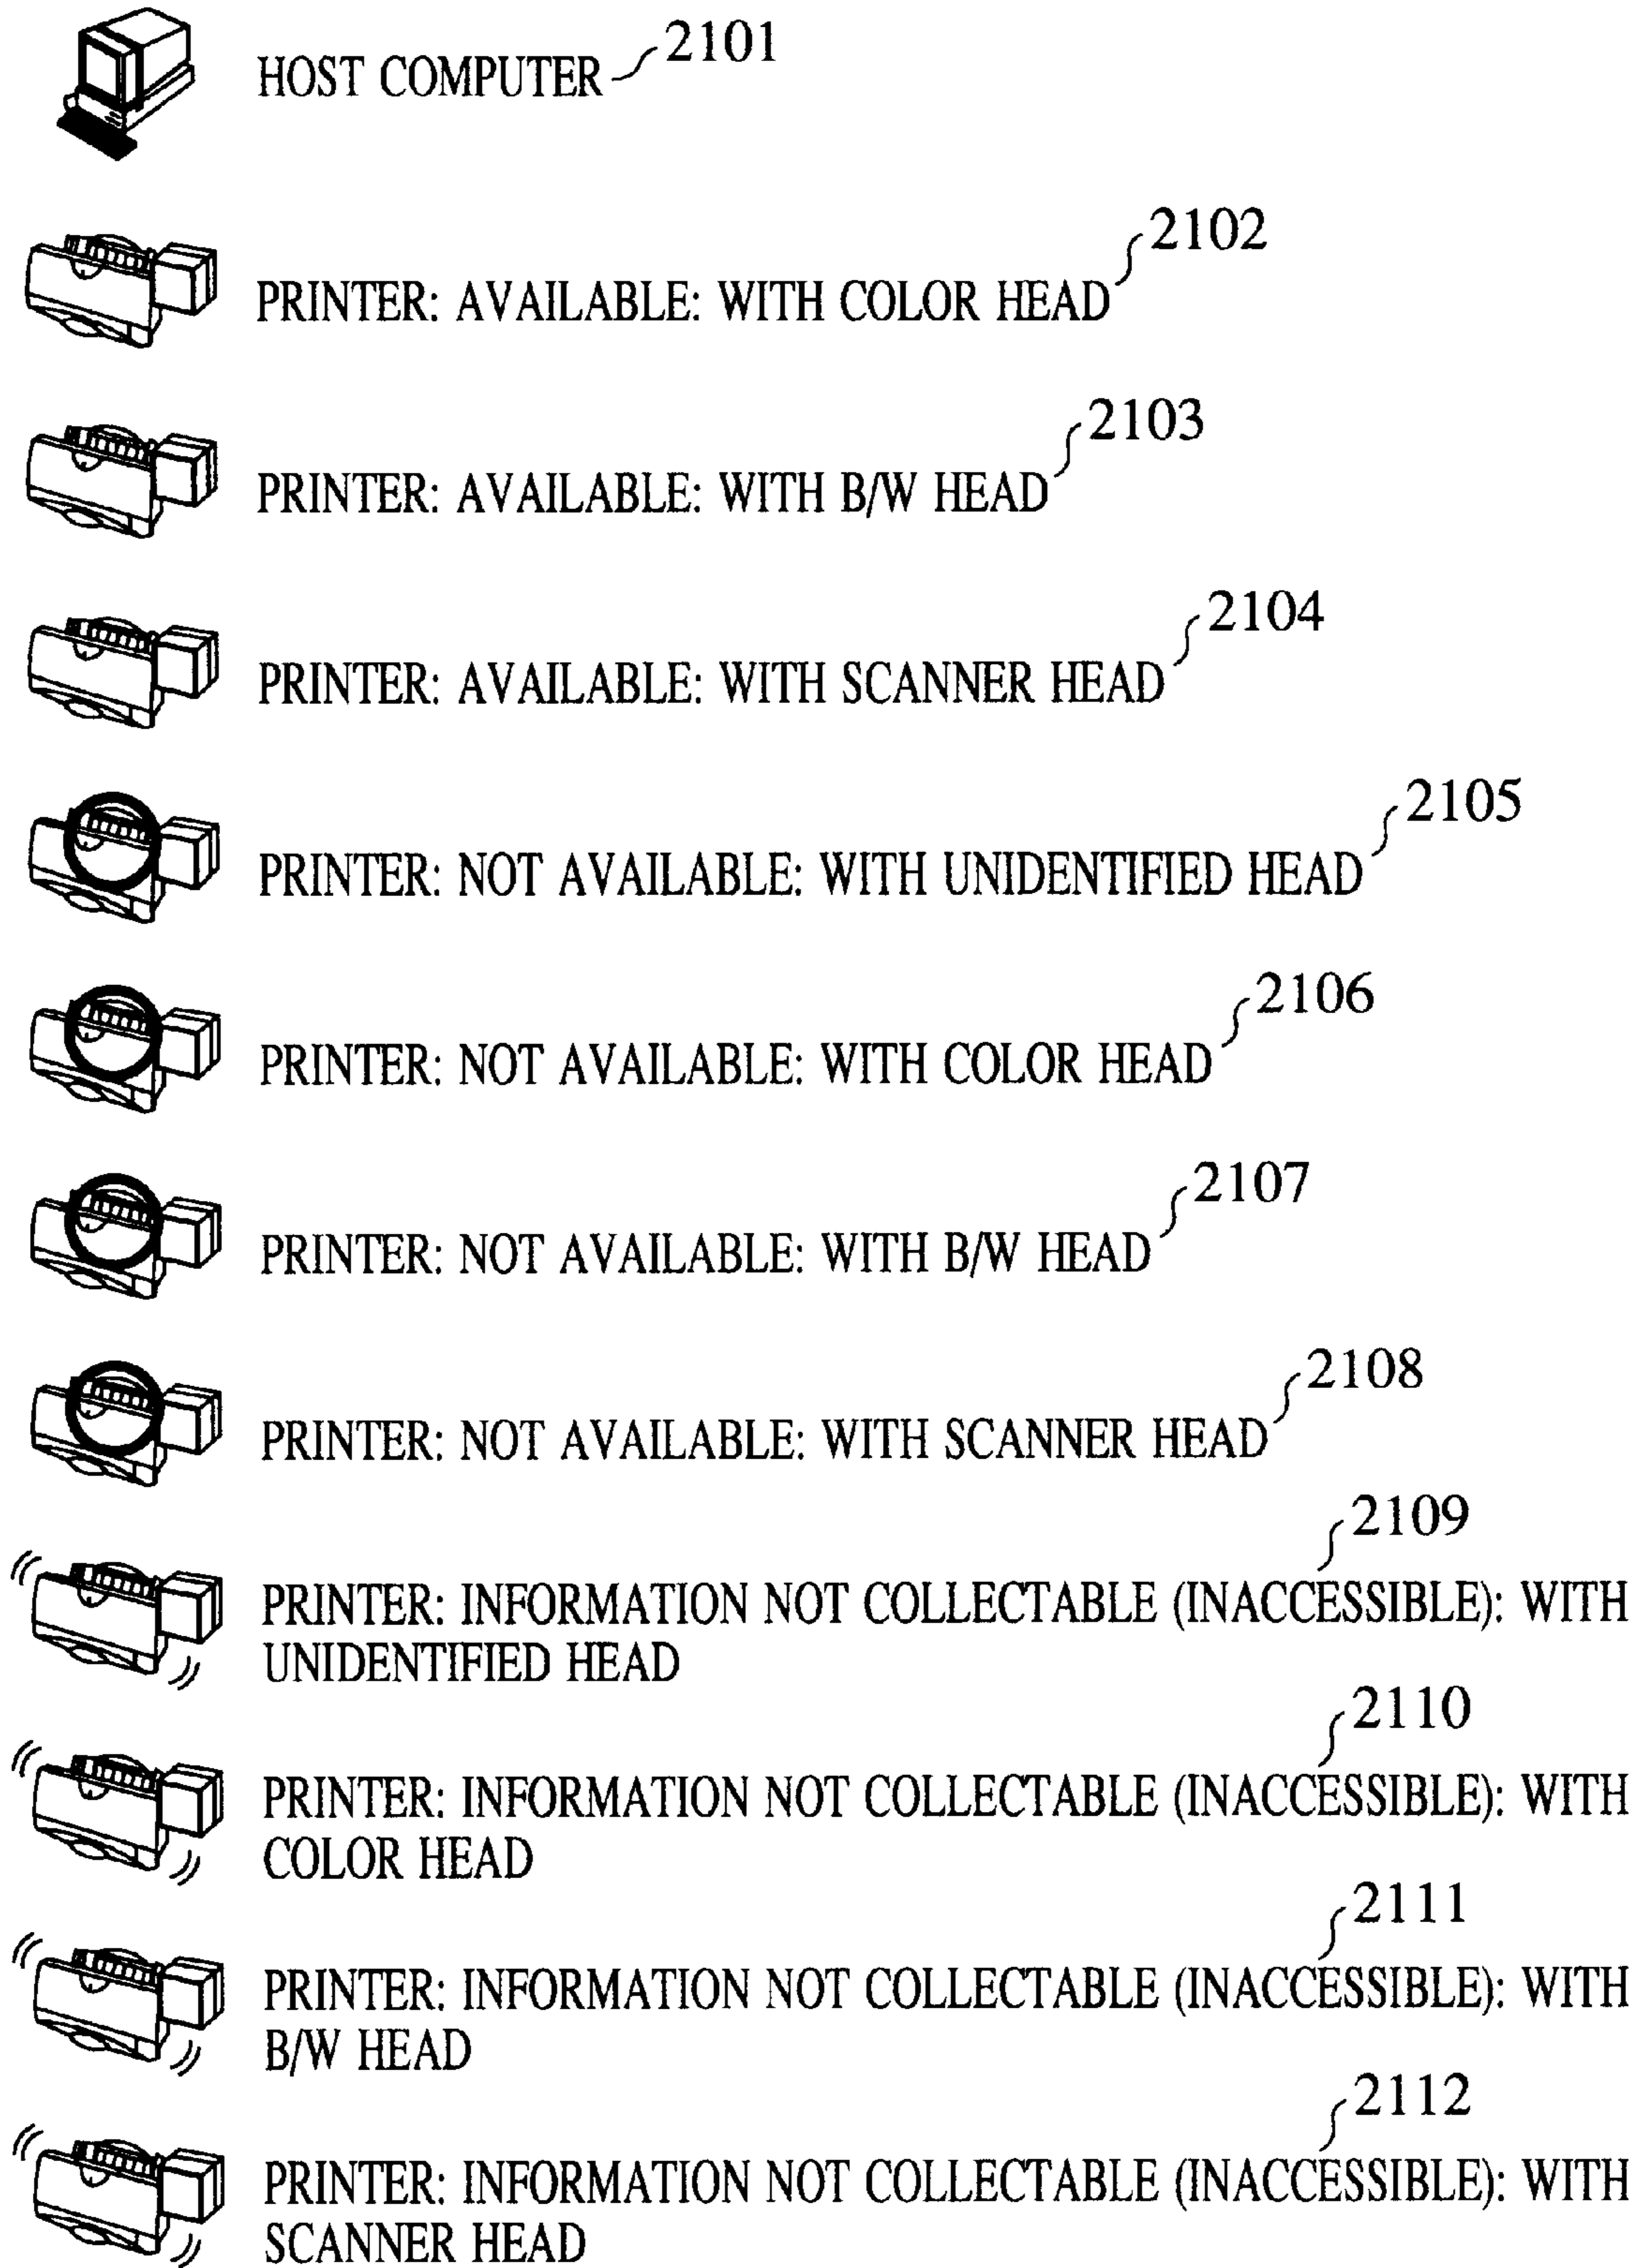 HOST COMPUTER 2101
PRINTER: AVAILABLE: WITH COLOR HEAD 2102
PRINTER: AVAILABLE: WITH B/W HEAD 2103
PRINTER: AVAILABLE: WITH SCANNER HEAD 2104
PRINTER: NOT AVAILABLE: WITH UNIDENTIFIED HEAD 2105
PRINTER: NOT AVAILABLE: WITH COLOR HEAD 2106
PRINTER: NOT AVAILABLE: WITH B/W HEAD 2107
PRINTER: NOT AVAILABLE: WITH SCANNER HEAD 2108
2109
PRINTER: INFORMATION NOT COLLECTABLE (INACCESSIBLE): WITH
UNIDENTIFIED HEAD
2110
PRINTER: INFORMATION NOT COLLECTABLE (INACCESSIBLE): WITH
COLOR HEAD
2111
PRINTER: INFORMATION NOT COLLECTABLE (INACCESSIBLE): WITH
B/W HEAD
2112
PRINTER: INFORMATION NOT COLLECTABLE (INACCESSIBLE): WITH
SCANNER HEAD